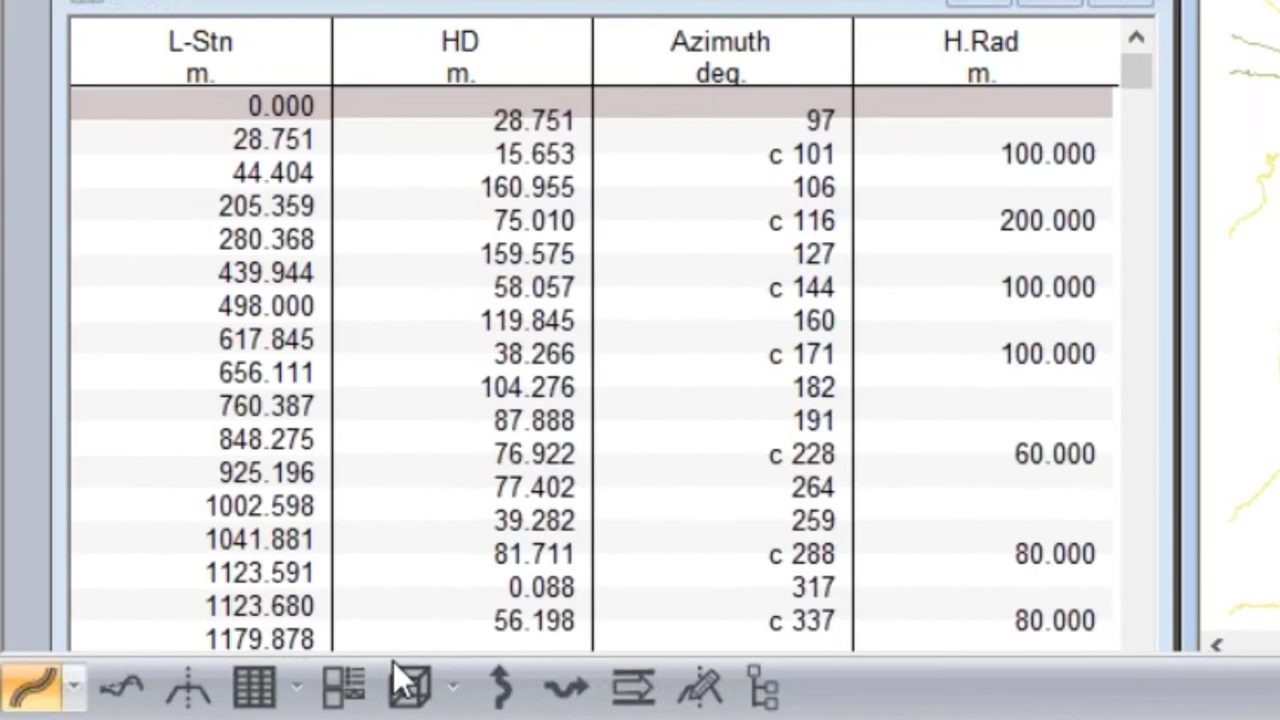 L-Stn HD Azimuth H.Rad
m. m. deg. m.
0.000
28.751 97
28.751
15.653 c 101 100.000
44.404
160.955 106
205.359
75.010 c 116 200.000
280.368
159.575 127
439.944
58.057 c 144 100.000
498.000
119.845 160
617.845
38.266 c 171 100.000
656.111
104.276 182
760.387
87.888 191
848.275
76.922 c 228 60.000
925.196
77.402 264
1002.598
39.282 259
1041.881
81.711 c 288 80.000
1123.591
0.088 317
1123.680
56.198 c 337 80.000
1179.878